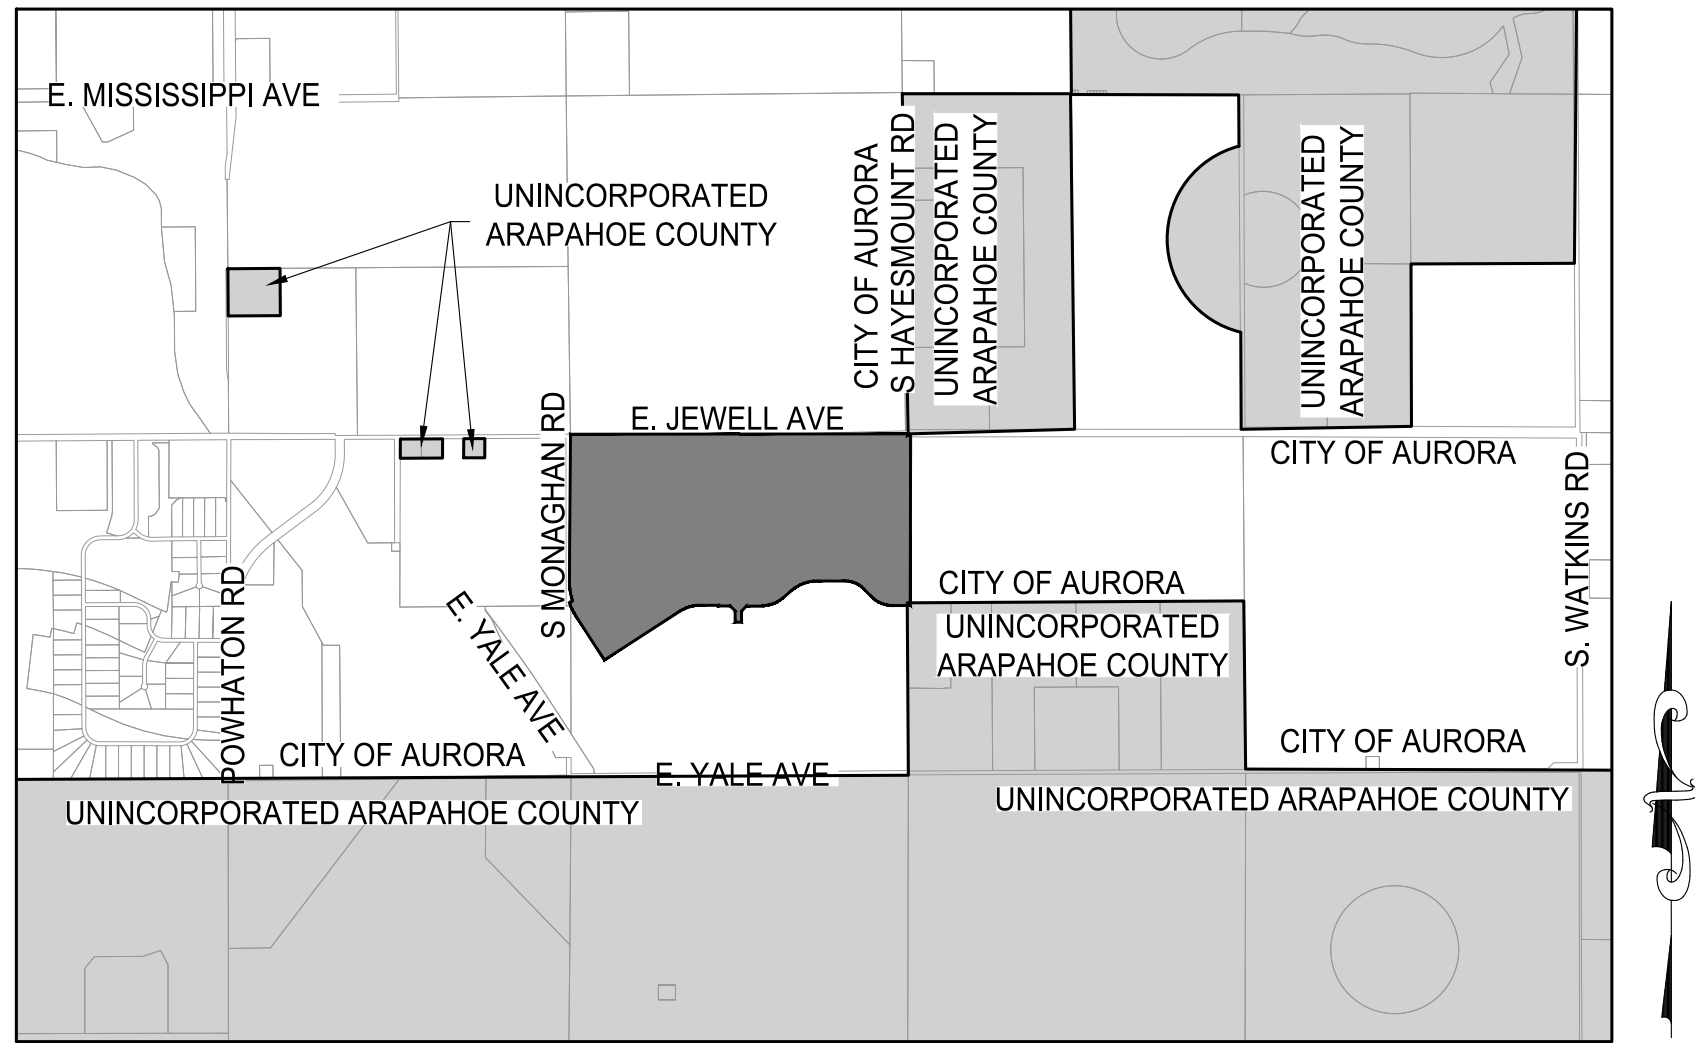 E. MISSISSIPPI AVE
UNINCORPORATED
ARAPAHOE COUNTY
CITY OF AURORA
S HAYESMOUNT RD
UNINCORPORATED
ARAPAHOE COUNTY
UNINCORPORATED
ARAPAHOE COUNTY
E. JEWELL AVE
S MONAGHAN RD
CITY OF AURORA
S. WATKINS RD
POWHATON RD
E. YALE AVE
CITY OF AURORA
UNINCORPORATED
ARAPAHOE COUNTY
CITY OF AURORA
CITY OF AURORA
E. YALE AVE
UNINCORPORATED ARAPAHOE COUNTY
UNINCORPORATED ARAPAHOE COUNTY